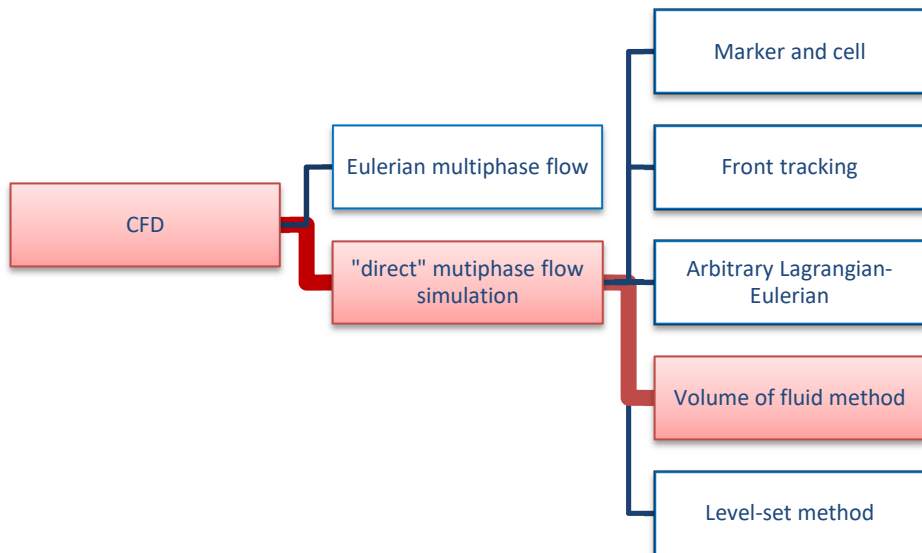 CFD
Eulerian multiphase flow
"direct" mutiphase flow
simulation
Marker and cell
Front tracking
Arbitrary Lagrangian-
Eulerian
Volume of fluid method
Level-set method